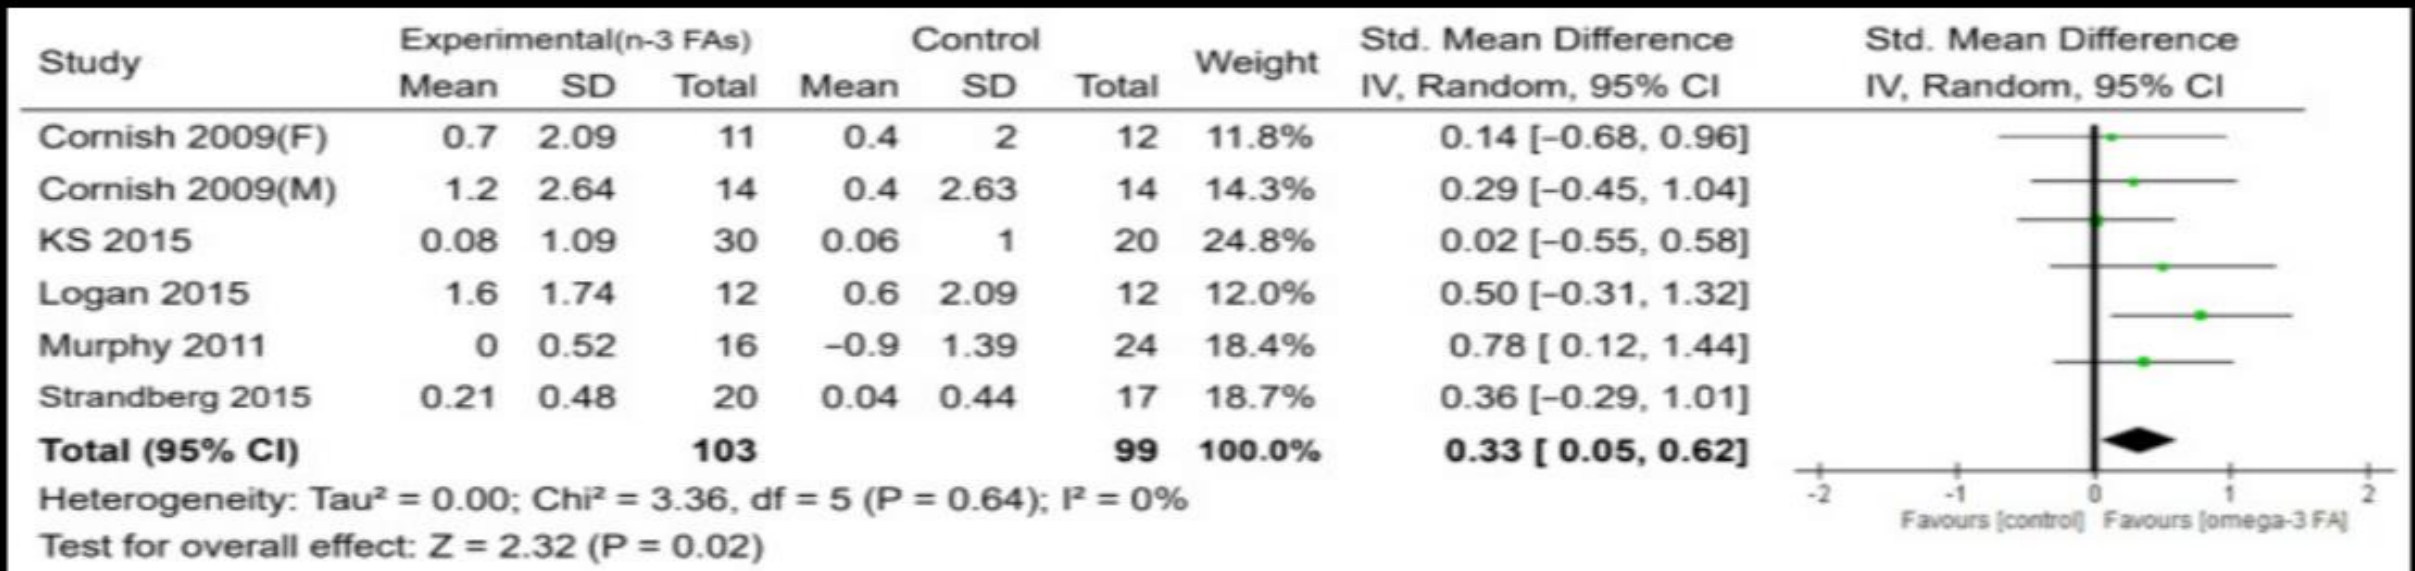 Study Experimental(n-3 FAs) Control Weight Std. Mean Difference Std. Mean Difference
Mean SD Total Mean SD Total IV, Random, 95% CI IV, Random, 95% CI
Cornish 2009(F) 0.7 2.09 11 0.4 2 12 11.8% 0.14 [−0.68, 0.96]
Cornish 2009(M) 1.2 2.64 14 0.4 2.63 14 14.3% 0.29 [−0.45, 1.04]
KS 2015 0.08 1.09 30 0.06 1 20 24.8% 0.02 [−0.55, 0.58]
Logan 2015 1.6 1.74 12 0.6 2.09 12 12.0% 0.50 [−0.31, 1.32]
Murphy 2011 0 0.52 16 −0.9 1.39 24 18.4% 0.78 [ 0.12, 1.44]
Strandberg 2015 0.21 0.48 20 0.04 0.44 17 18.7% 0.36 [−0.29, 1.01]
Total (95% CI) 103 99 100.0% 0.33 [ 0.05, 0.62]
Heterogeneity: Tau² = 0.00; Chi² = 3.36, df = 5 (P = 0.64); I² = 0%
Test for overall effect: Z = 2.32 (P = 0.02)
-2 -1 0 1 2
Favours [control] Favours [omega-3 FA]